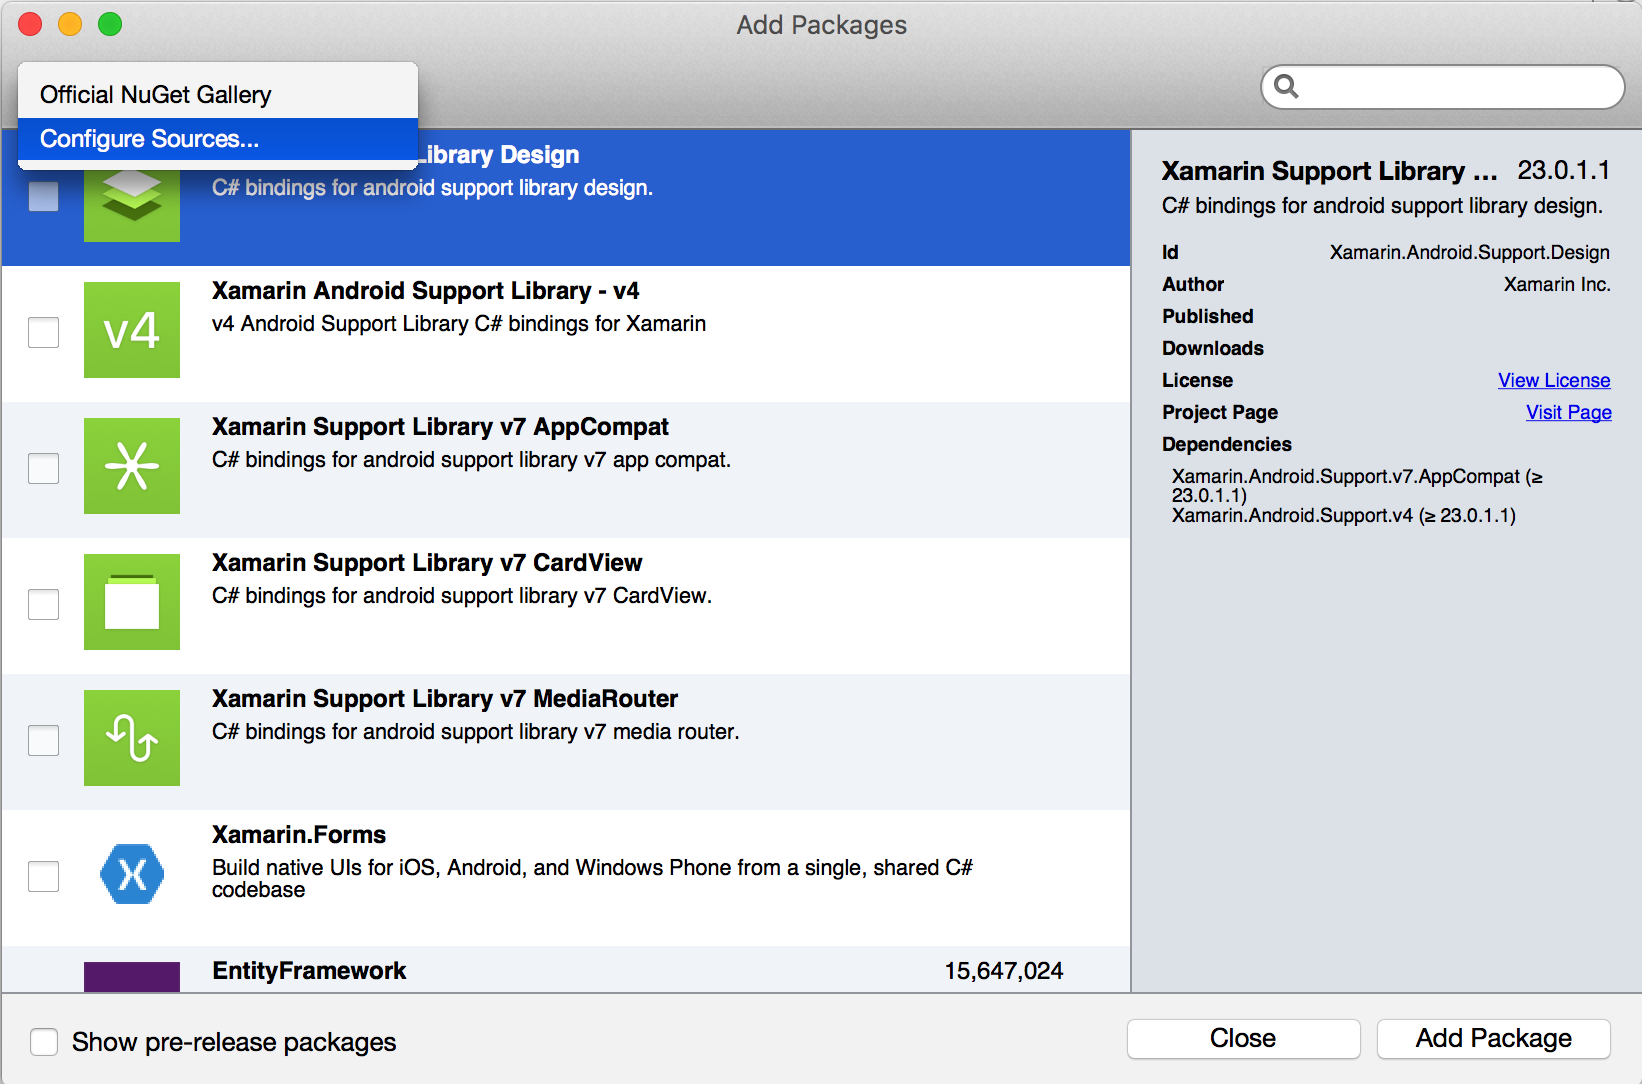 Add Packages
Official NuGet Gallery
Configure Sources...
Library Design
C# bindings for android support library design.
v4
Xamarin Android Support Library - v4
v4 Android Support Library C# bindings for Xamarin
Xamarin Support Library v7 AppCompat
C# bindings for android support library v7 app compat.
Xamarin Support Library v7 CardView
C# bindings for android support library v7 CardView.
Xamarin Support Library v7 MediaRouter
C# bindings for android support library v7 media router.
Xamarin.Forms
Build native UIs for iOS, Android, and Windows Phone from a single, shared C#
codebase
EntityFramework 15,647,024
Xamarin Support Library ... 23.0.1.1
C# bindings for android support library design.
Id Xamarin.Android.Support.Design
Author Xamarin Inc.
Published
Downloads
License View License
Project Page Visit Page
Dependencies
Xamarin.Android.Support.v7.AppCompat (≥
23.0.1.1)
Xamarin.Android.Support.v4 (≥ 23.0.1.1)
Show pre-release packages
Close
Add Package